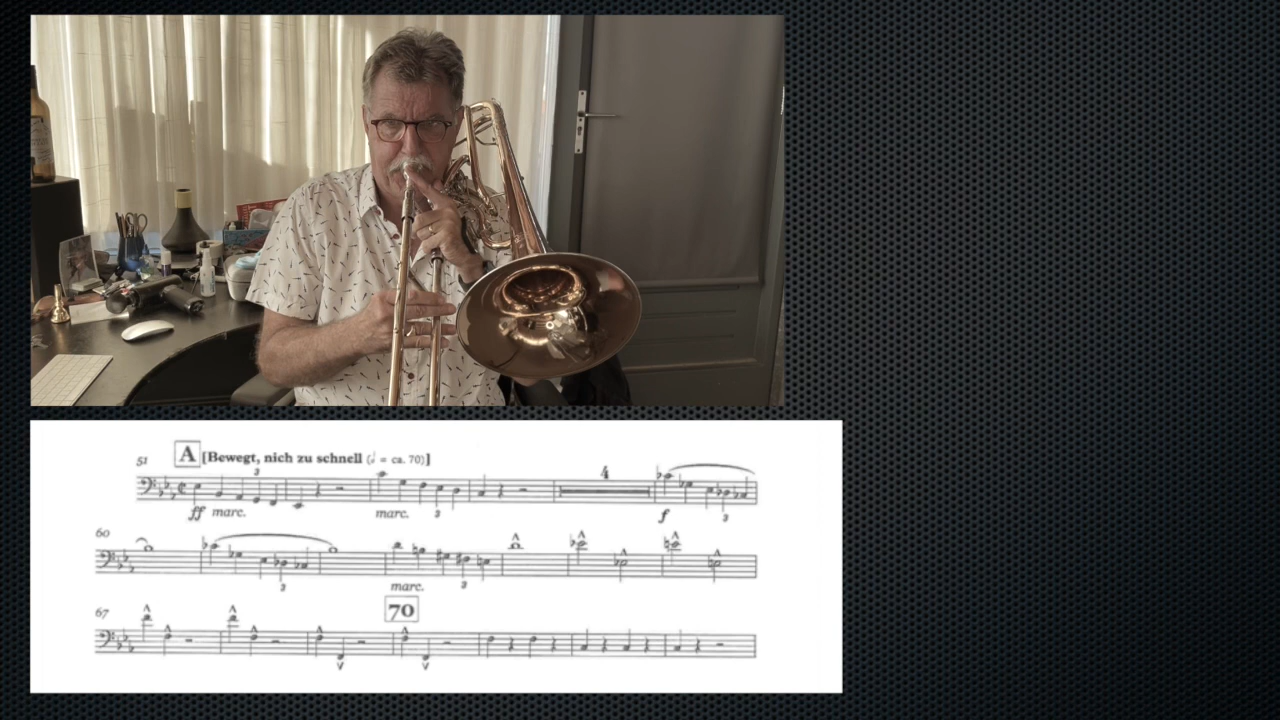 51 A [Bewegt, nich zu schnell (♩ = ca. 70)]
3 4
ff marc. marc. 3 f 3
60
3 marc. 3
67 70